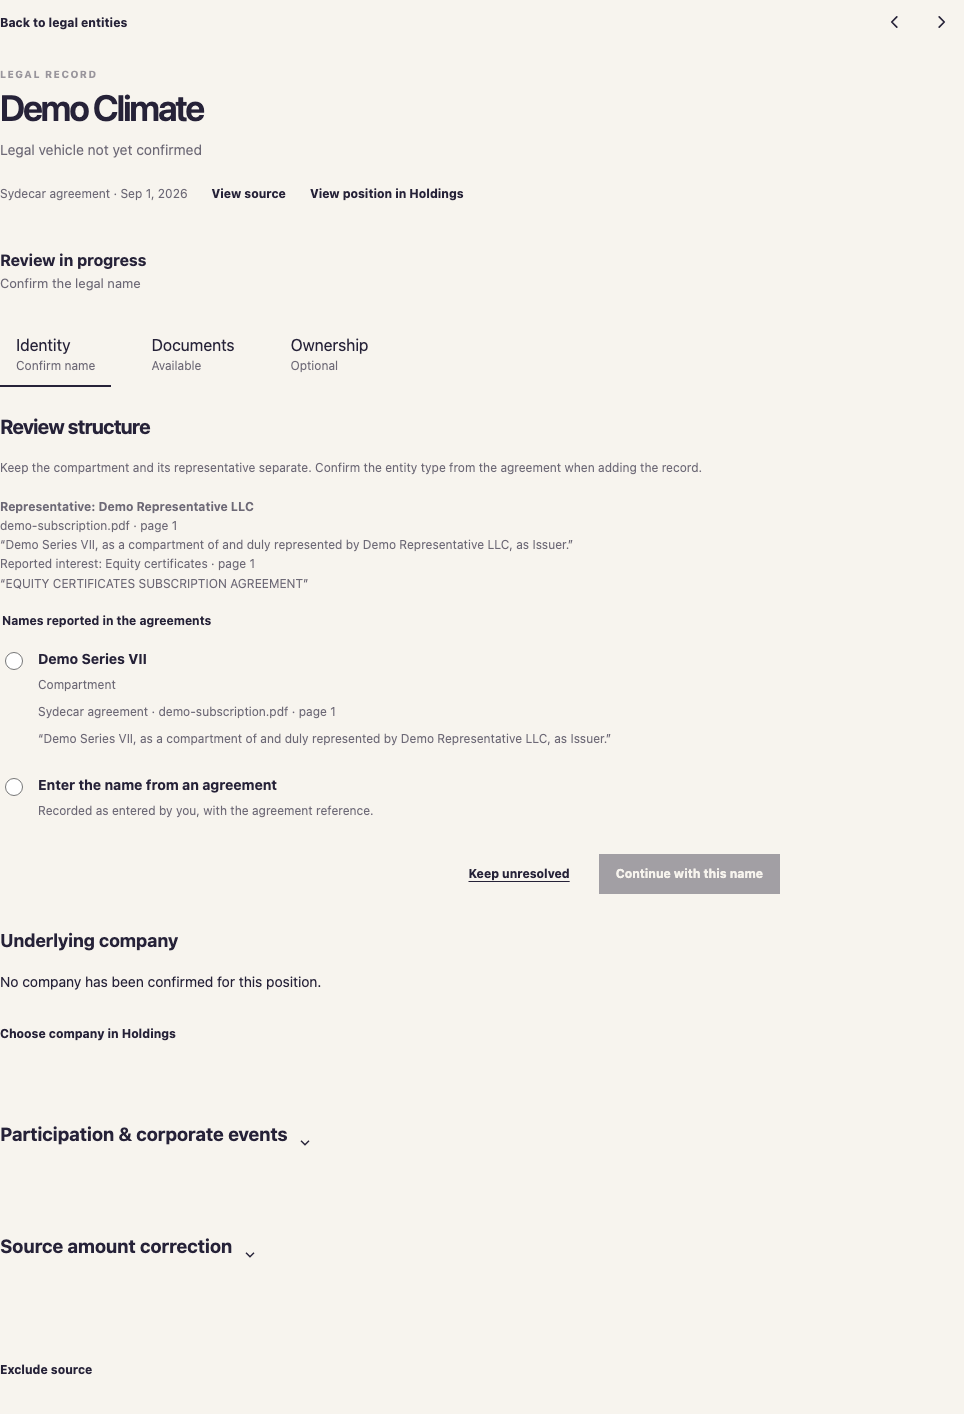 Back to legal entities
LEGAL RECORD
Demo Climate
Legal vehicle not yet confirmed
Sydecar agreement · Sep 1, 2026 View source View position in Holdings
Review in progress
Confirm the legal name
Identity Documents Ownership
Confirm name Available Optional
Review structure
Keep the compartment and its representative separate. Confirm the entity type from the agreement when adding the record.
Representative: Demo Representative LLC
demo-subscription.pdf · page 1
“Demo Series VII, as a compartment of and duly represented by Demo Representative LLC, as Issuer.”
Reported interest: Equity certificates · page 1
“EQUITY CERTIFICATES SUBSCRIPTION AGREEMENT”
Names reported in the agreements
Demo Series VII
Compartment
Sydecar agreement · demo-subscription.pdf · page 1
“Demo Series VII, as a compartment of and duly represented by Demo Representative LLC, as Issuer.”
Enter the name from an agreement
Recorded as entered by you, with the agreement reference.
Keep unresolved Continue with this name
Underlying company
No company has been confirmed for this position.
Choose company in Holdings
Participation & corporate events
Source amount correction
Exclude source